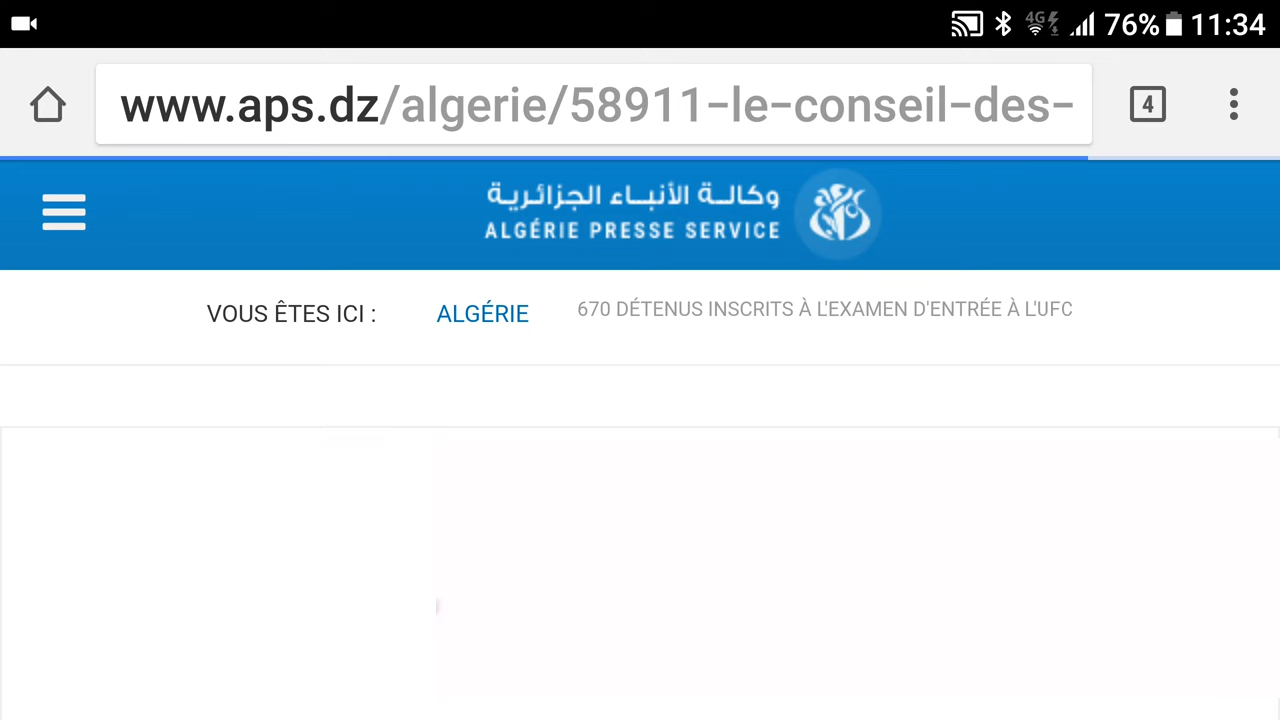 76% 11:34
www.aps.dz/algerie/58911-le-conseil-des-
4
وكالة الأنباء الجزائرية
ALGÉRIE PRESSE SERVICE
VOUS ÊTES ICI : ALGÉRIE 670 DÉTENUS INSCRITS À L'EXAMEN D'ENTRÉE À L'UFC